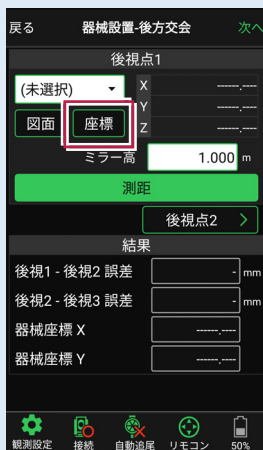 戻る 器械設置-後方交会 次へ
後視点1
(未選択) X ------.----
Y ------.----
図面 座標 Z ------.----
ミラー高 1.000 m
測距
後視点2
結果
後視1 - 後視2 誤差 - mm
後視2 - 後視3 誤差 - mm
器械座標 X ------.----
器械座標 Y ------.----
観測設定 接続 自動追尾 リモコン 50%